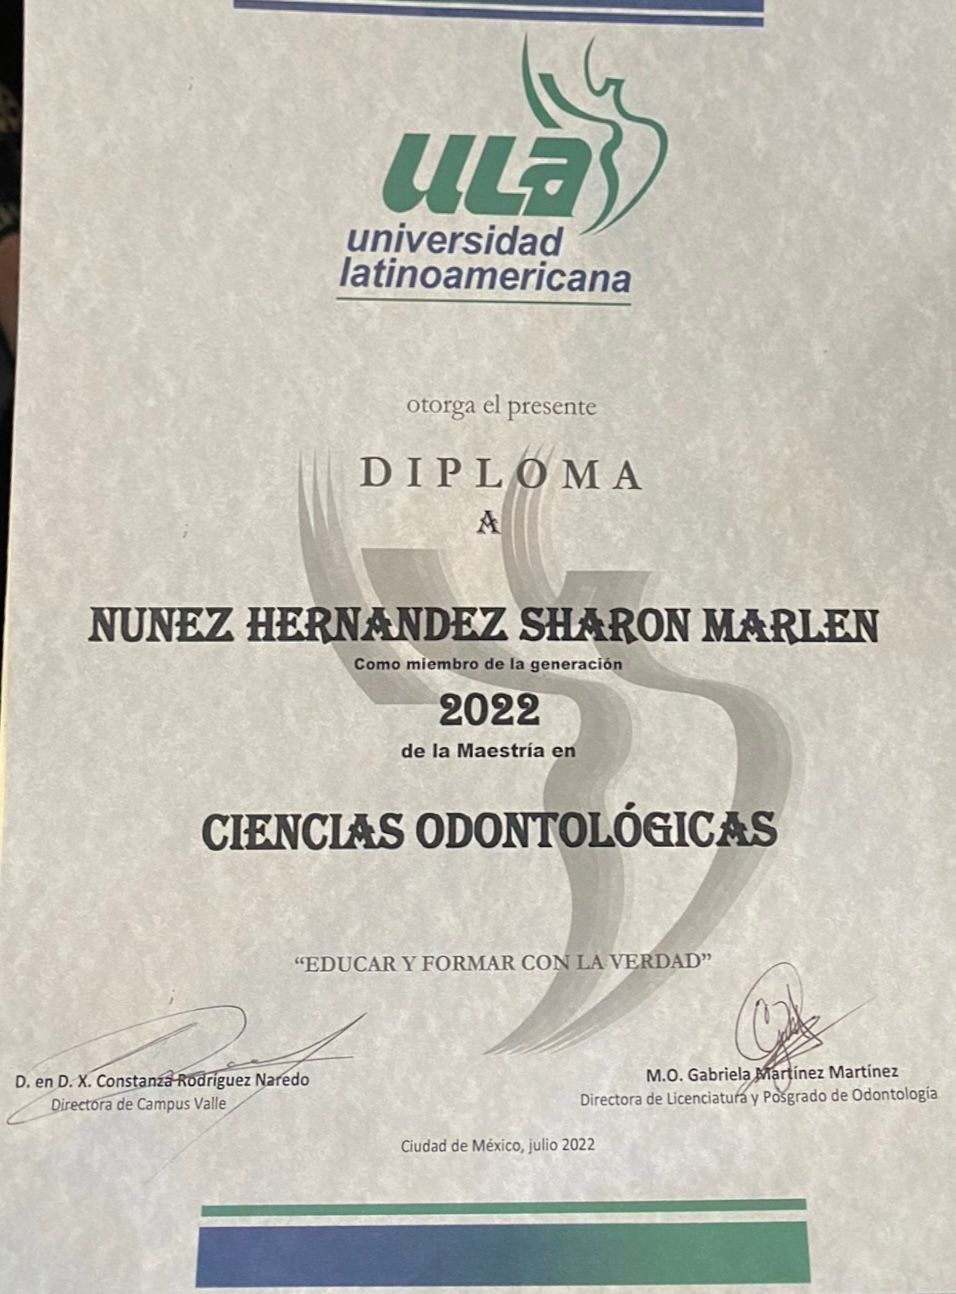 ULA
universidad
latinoamericana
otorga el presente
DIPLOMA
A
NUNEZ HERNANDEZ SHARON MARLEN
Como miembro de la generación
2022
de la Maestría en
CIENCIAS ODONTOLÓGICAS
“EDUCAR Y FORMAR CON LA VERDAD”
D. en D. X. Constanza Rodríguez Naredo
Directora de Campus Valle
M.O. Gabriela Martínez Martínez
Directora de Licenciatura y Posgrado de Odontología
Ciudad de México, julio 2022